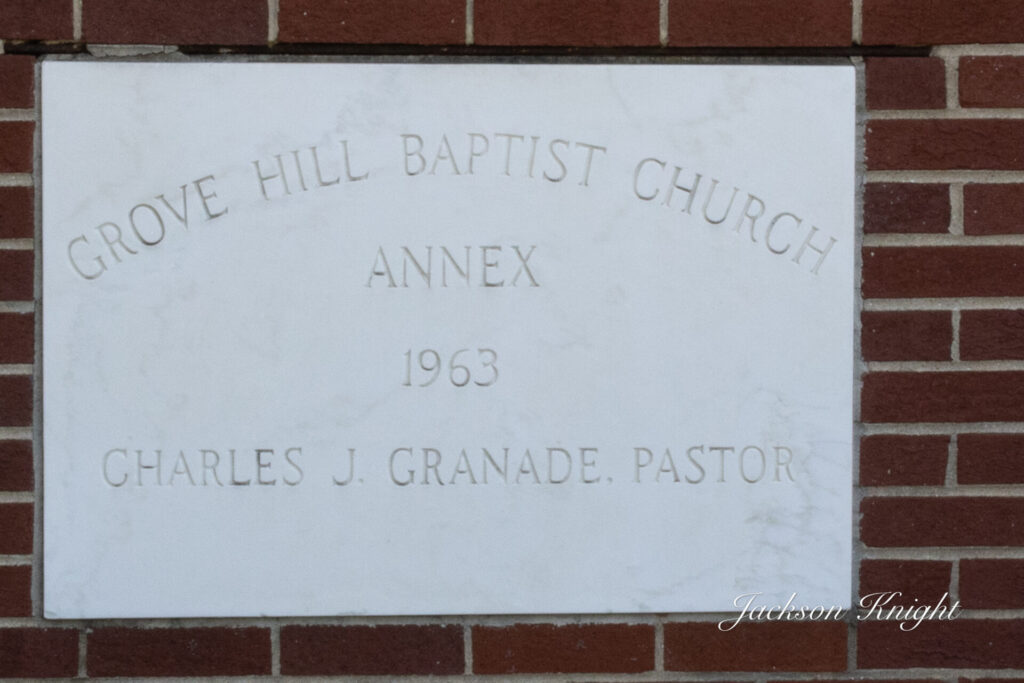 GROVE HILL BAPTIST CHURCH
ANNEX
1963
CHARLES J. GRANADE, PASTOR
Jackson Knight